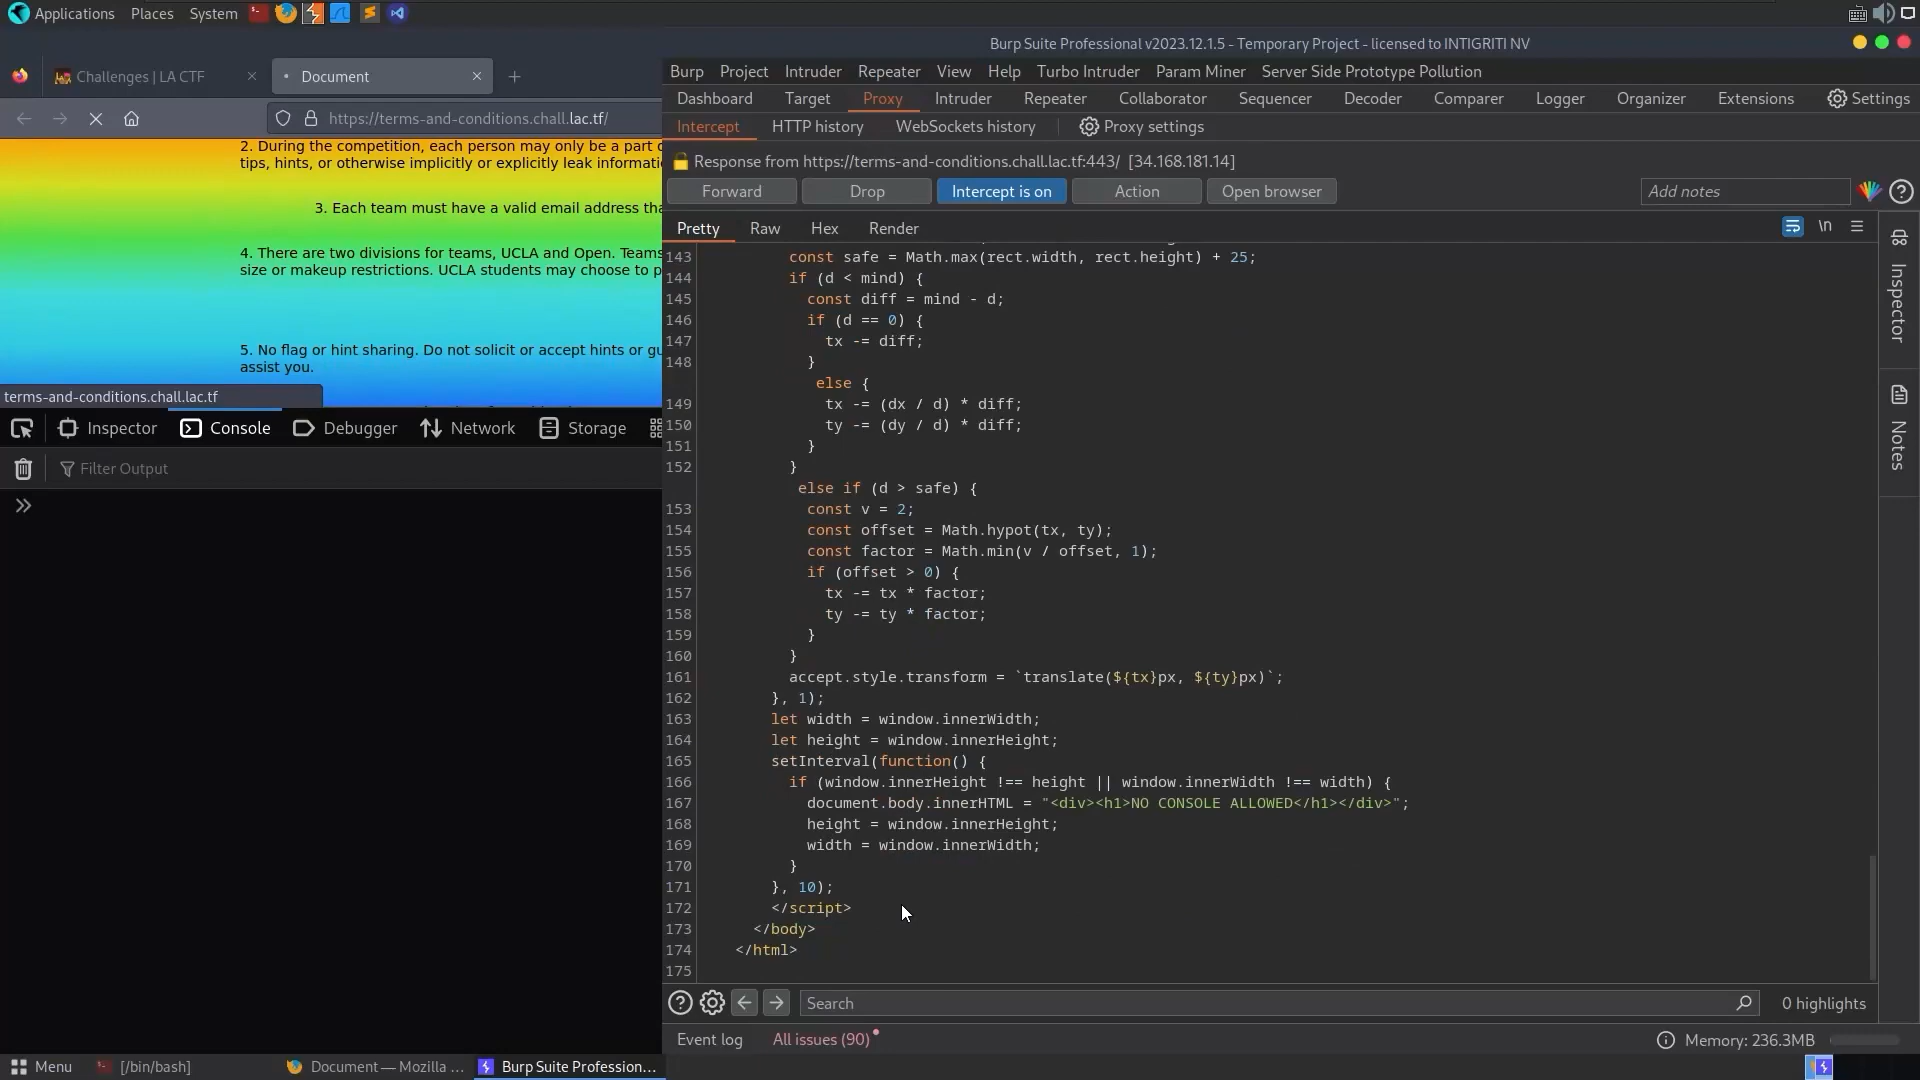 Applications Places System
Burp Suite Professional v2023.12.1.5 - Temporary Project - licensed to INTIGRITI NV
Challenges | LA CTF
Document
Burp Project Intruder Repeater View Help Turbo Intruder Param Miner Server Side Prototype Pollution
Dashboard Target Proxy Intruder Repeater Collaborator Sequencer Decoder Comparer Logger Organizer Extensions Settings
https://terms-and-conditions.chall.lac.tf/
Intercept HTTP history WebSockets history Proxy settings
2. During the competition, each person may only be a part o
tips, hints, or otherwise implicitly or explicitly leak informati
3. Each team must have a valid email address tha
4. There are two divisions for teams, UCLA and Open. Teams
size or makeup restrictions. UCLA students may choose to p
5. No flag or hint sharing. Do not solicit or accept hints or gu
assist you.
terms-and-conditions.chall.lac.tf
Inspector Console Debugger Network Storage
Filter Output
Response from https://terms-and-conditions.chall.lac.tf:443/ [34.168.181.14]
Forward Drop Intercept is on Action Open browser Add notes
Pretty Raw Hex Render \n
143 const safe = Math.max(rect.width, rect.height) + 25;
144 if (d < mind) {
145 const diff = mind - d;
146 if (d == 0) {
147 tx -= diff;
148 }
else {
149 tx -= (dx / d) * diff;
150 ty -= (dy / d) * diff;
151 }
152 }
else if (d > safe) {
153 const v = 2;
154 const offset = Math.hypot(tx, ty);
155 const factor = Math.min(v / offset, 1);
156 if (offset > 0) {
157 tx -= tx * factor;
158 ty -= ty * factor;
159 }
160 }
161 accept.style.transform = `translate(${tx}px, ${ty}px)`;
162 }, 1);
163 let width = window.innerWidth;
164 let height = window.innerHeight;
165 setInterval(function() {
166 if (window.innerHeight !== height || window.innerWidth !== width) {
167 document.body.innerHTML = "<div><h1>NO CONSOLE ALLOWED</h1></div>";
168 height = window.innerHeight;
169 width = window.innerWidth;
170 }
171 }, 10);
172 </script>
173 </body>
174 </html>
175
Inspector
Notes
Search 0 highlights
Event log All issues (90) Memory: 236.3MB
Menu [/bin/bash] Document — Mozilla ... Burp Suite Profession...